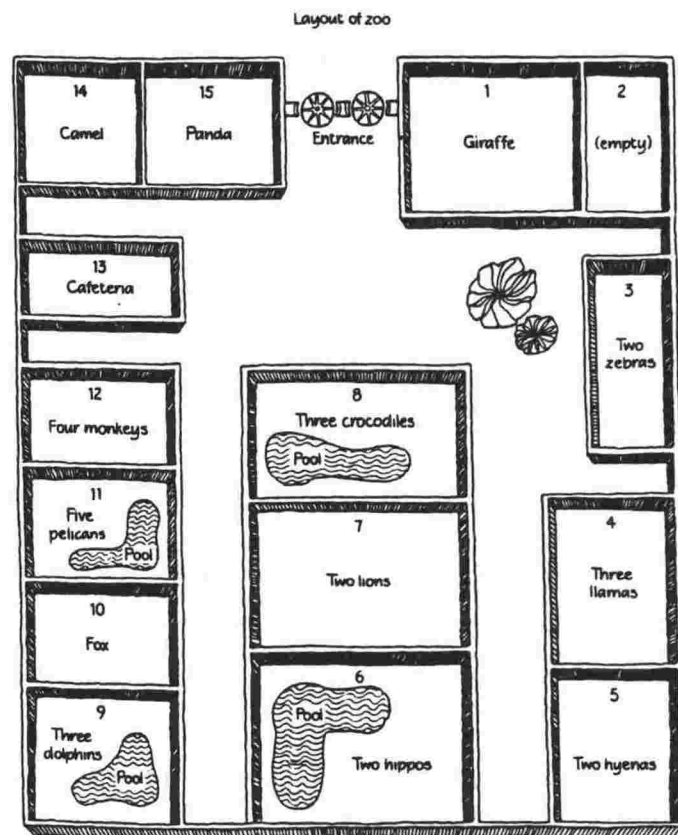 Layout of zoo
14
Camel
15
Panda
Entrance
1
Giraffe
2
(empty)
13
Cafeteria
3
Two
zebras
12
Four monkeys
8
Three crocodiles
Pool
11
Five
pelicans
Pool
7
Two lions
4
Three
llamas
10
Fox
6
Pool
Two hippos
9
Three
dolphins
Pool
5
Two hyenas